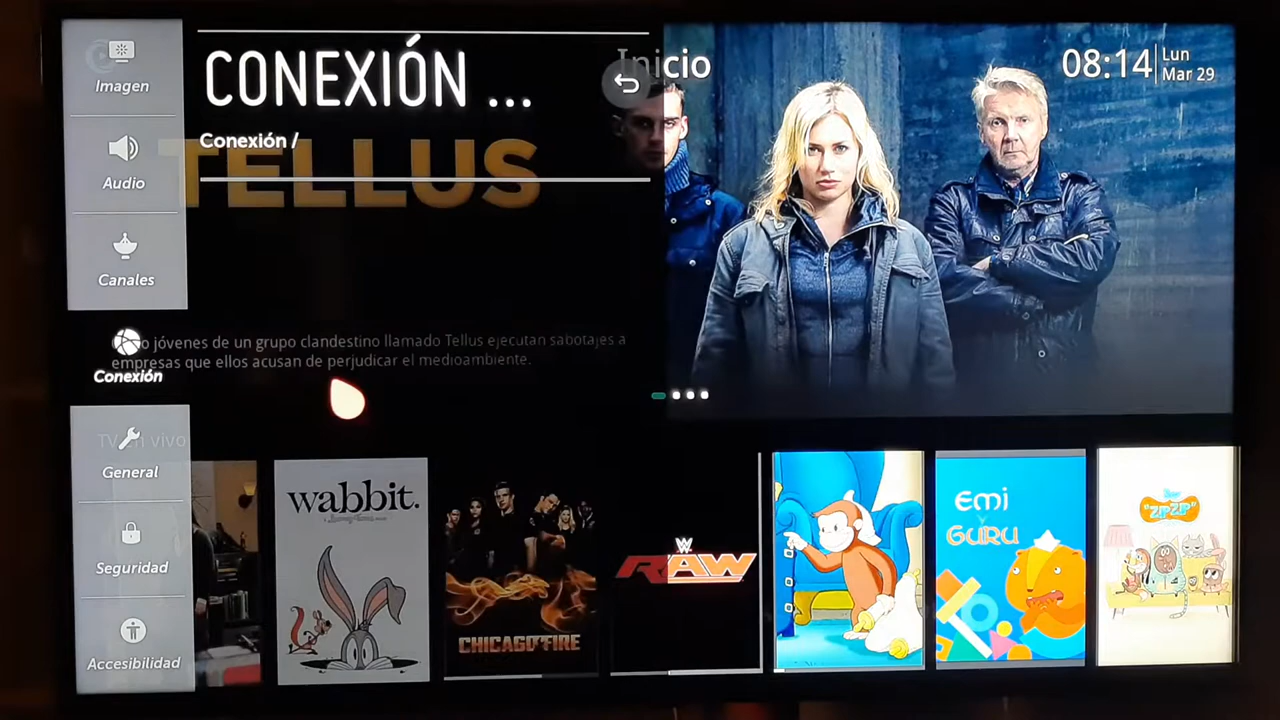 Imagen
Audio
Canales
Conexión
General
Seguridad
Accesibilidad
CONEXIÓN ...
Conexión /
Inicio
08:14
Lun
Mar 29
TELLUS
jóvenes de un grupo clandestino llamado Tellus ejecutan sabotajes a
empresas que ellos acusan de perjudicar el medioambiente.
TV en vivo
wabbit.
CHICAGO FIRE
W
RAW
Emi
y
GURU
"ZIP ZIP"